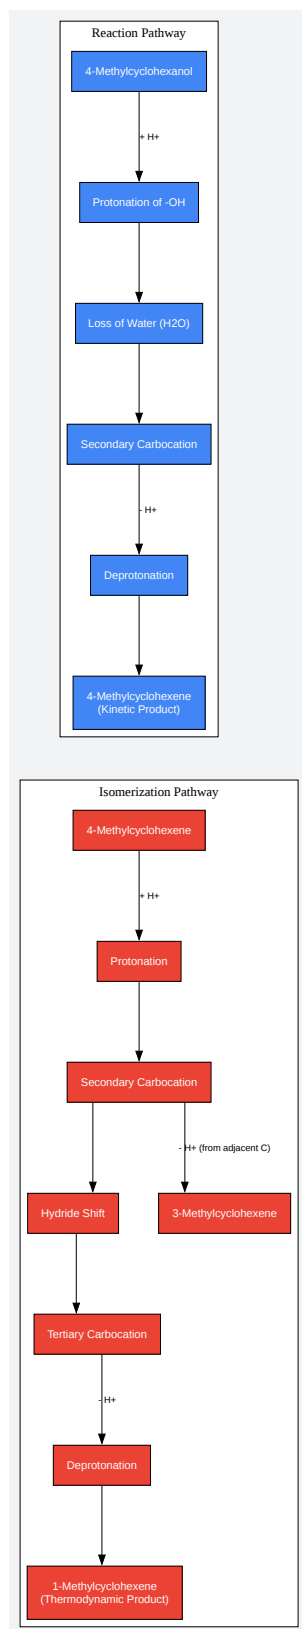 Reaction Pathway
4-Methylcyclohexanol
+ H+
Protonation of -OH
Loss of Water (H2O)
Secondary Carbocation
- H+
Deprotonation
4-Methylcyclohexene
(Kinetic Product)
Isomerization Pathway
4-Methylcyclohexene
+ H+
Protonation
Secondary Carbocation
- H+ (from adjacent C)
Hydride Shift
3-Methylcyclohexene
Tertiary Carbocation
- H+
Deprotonation
1-Methylcyclohexene
(Thermodynamic Product)